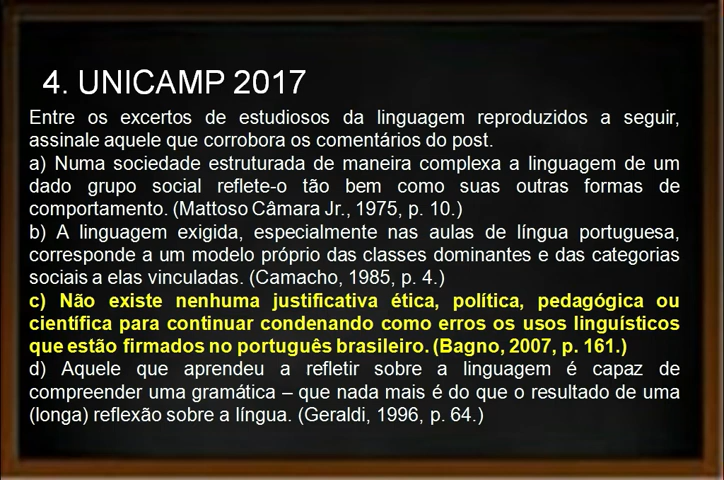 4. UNICAMP 2017
Entre os excertos de estudiosos da linguagem reproduzidos a seguir,
assinale aquele que corrobora os comentários do post.
a) Numa sociedade estruturada de maneira complexa a linguagem de um
dado grupo social reflete-o tão bem como suas outras formas de
comportamento. (Mattoso Câmara Jr., 1975, p. 10.)
b) A linguagem exigida, especialmente nas aulas de língua portuguesa,
corresponde a um modelo próprio das classes dominantes e das categorias
sociais a elas vinculadas. (Camacho, 1985, p. 4.)
c) Não existe nenhuma justificativa ética, política, pedagógica ou
científica para continuar condenando como erros os usos linguísticos
que estão firmados no português brasileiro. (Bagno, 2007, p. 161.)
d) Aquele que aprendeu a refletir sobre a linguagem é capaz de
compreender uma gramática – que nada mais é do que o resultado de uma
(longa) reflexão sobre a língua. (Geraldi, 1996, p. 64.)